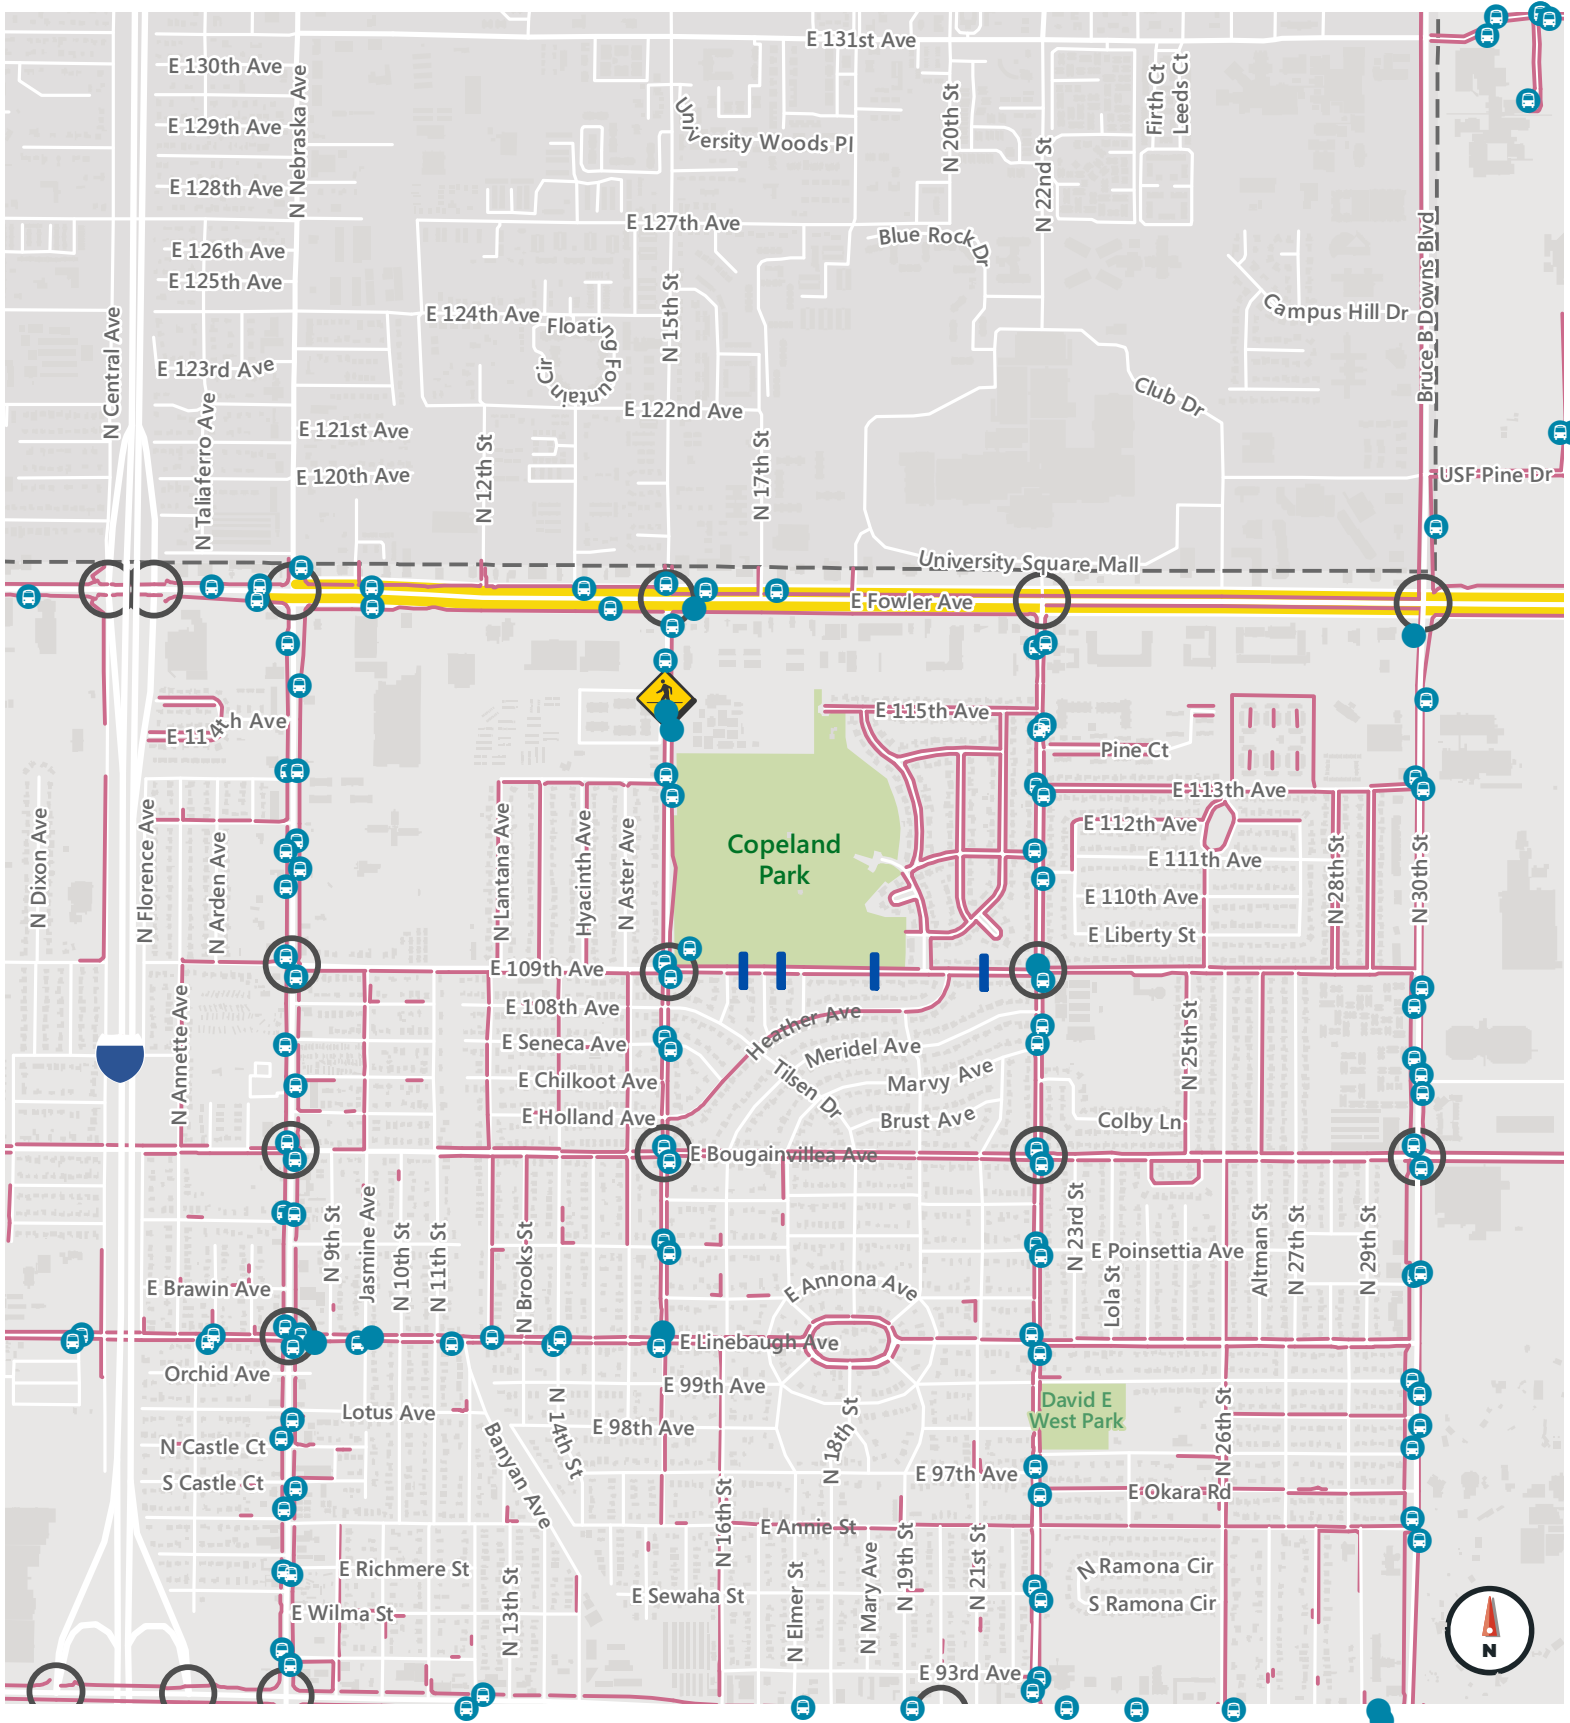 E 131st Ave
E 130th Ave
E 129th Ave
E 128th Ave
E 127th Ave
E 126th Ave
E 125th Ave
E 124th Ave
E 123rd Ave
E 122nd Ave
E 121st Ave
E 120th Ave
N Nebraska Ave
University Woods Pl
N 20th St
Firth Ct
Leeds Ct
N 22nd St
Blue Rock Dr
Bruce B Downs Blvd
Campus Hill Dr
N Central Ave
N 15th St
Floating Fountain Cir
Club Dr
N Taliaferro Ave
N 12th St
N 17th St
USF Pine Dr
University Square Mall
E Fowler Ave
E 114th Ave
E 115th Ave
Pine Ct
E 113th Ave
E 112th Ave
E 111th Ave
E 110th Ave
E Liberty St
N Dixon Ave
N Florence Ave
N Arden Ave
N Lantana Ave
Hyacinth Ave
N Aster Ave
Copeland
Park
N 28th St
N 30th St
E 109th Ave
E 108th Ave
E Seneca Ave
E Chilkoot Ave
E Holland Ave
N Annette Ave
Heather Ave
Meridel Ave
Tilsen Dr
Marvy Ave
Brust Ave
N 25th St
Colby Ln
E Bougainvillea Ave
N 9th St
Jasmine Ave
N 10th St
N 11th St
N Brooks St
N 23rd St
E Poinsettia Ave
Lola St
Altman St
N 27th St
N 29th St
E Brawin Ave
E Annona Ave
E Linebaugh Ave
Orchid Ave
E 99th Ave
Lotus Ave
E 98th Ave
N Castle Ct
S Castle Ct
Banyan Ave
N 14th St
N 18th St
David E
West Park
N 26th St
E 97th Ave
E Okara Rd
N 16th St
E Annie St
E Richmere St
N 13th St
E Sewaha St
N Elmer St
N Mary Ave
N 19th St
N 21st St
N Ramona Cir
S Ramona Cir
E Wilma St
E 93rd Ave
N